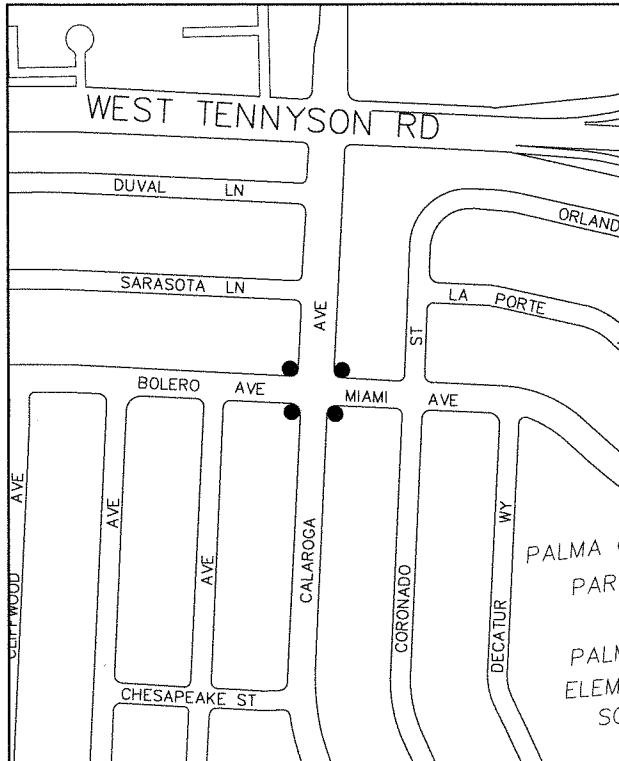 WEST TENNYSON RD
DUVAL LN
ORLAND
SARASOTA LN
LA PORTE
AVE
ST
BOLERO AVE
MIAMI AVE
AVE
AVE
AVE
CLIFFWOOD
CALAROGA
CORONADO
DECATUR WY
PALMA
PAR
PALM
ELEM
SC
CHESAPEAKE ST